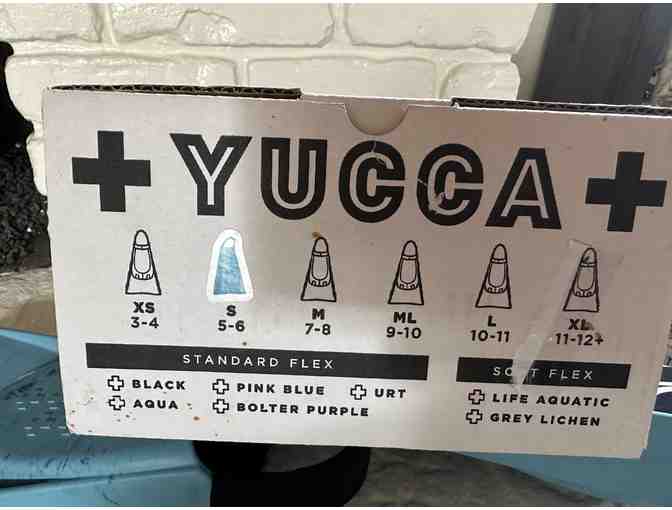 YUCCA
XS S M ML L XL
3-4 5-6 7-8 9-10 10-11 11-12+
STANDARD FLEX SOFT FLEX
BLACK PINK BLUE URT LIFE AQUATIC
AQUA BOLTER PURPLE GREY LICHEN